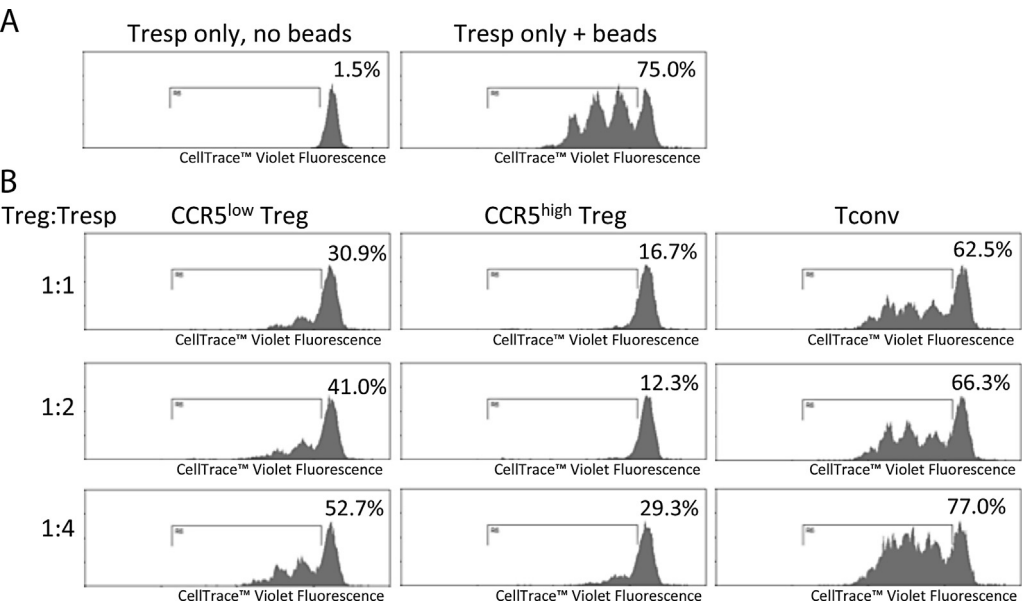 A
Tresp only, no beads
Tresp only + beads
1.5%
75.0%
CellTrace™ Violet Fluorescence
CellTrace™ Violet Fluorescence
B
Treg:Tresp
CCR5low Treg
CCR5high Treg
Tconv
1:1
30.9%
16.7%
62.5%
CellTrace™ Violet Fluorescence
CellTrace™ Violet Fluorescence
CellTrace™ Violet Fluorescence
1:2
41.0%
12.3%
66.3%
CellTrace™ Violet Fluorescence
CellTrace™ Violet Fluorescence
CellTrace™ Violet Fluorescence
1:4
52.7%
29.3%
77.0%
CellTrace™ Violet Fluorescence
CellTrace™ Violet Fluorescence
CellTrace™ Violet Fluorescence